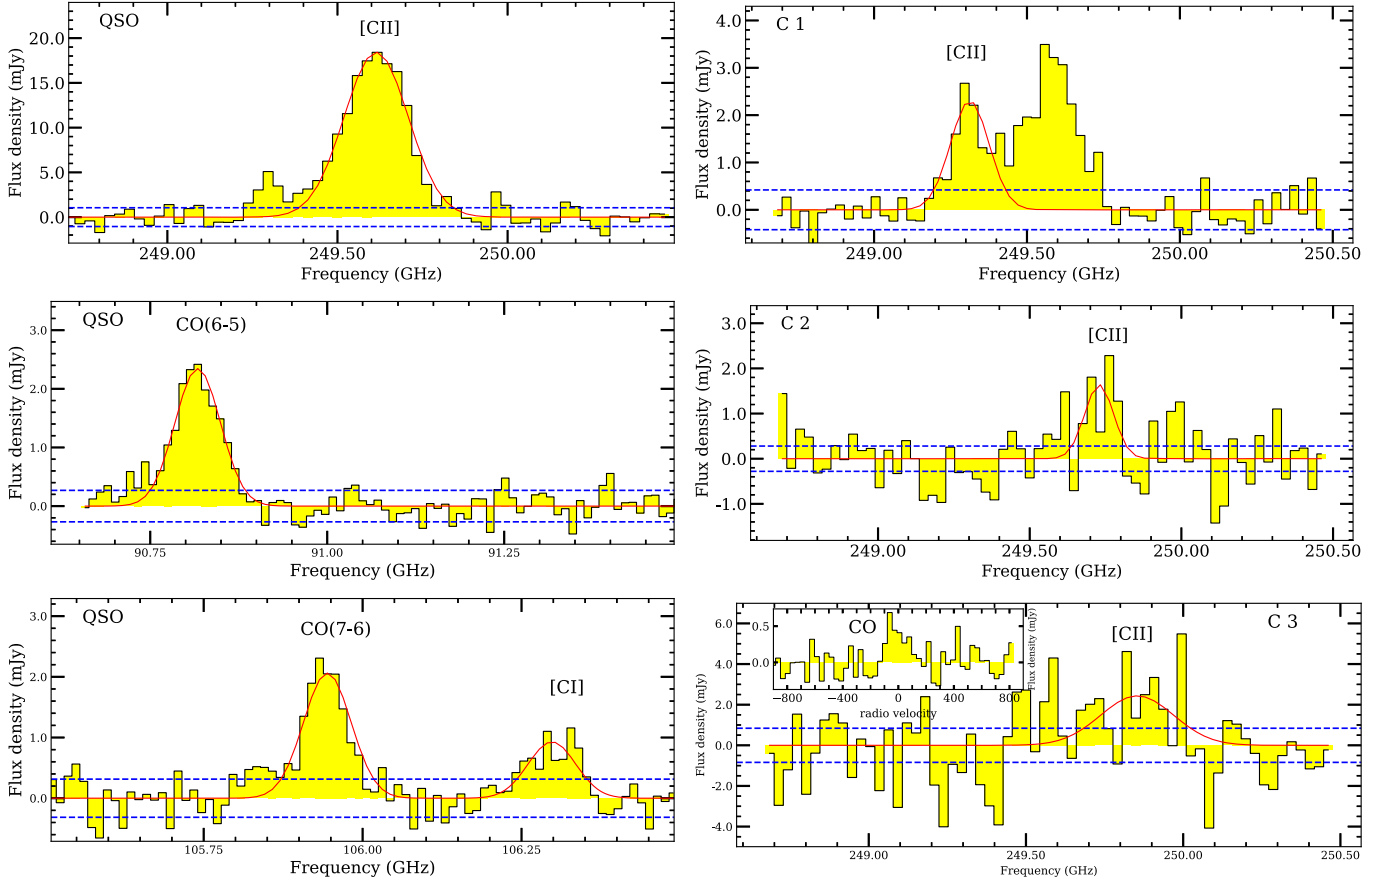 QSO
[CII]
20.0
15.0
10.0
5.0
0.0
Flux density (mJy)
249.00
249.50
250.00
Frequency (GHz)
C 1
[CII]
4.0
3.0
2.0
1.0
0.0
Flux density (mJy)
249.00
249.50
250.00
250.50
Frequency (GHz)
QSO
CO(6-5)
3.0
2.0
1.0
0.0
Flux density (mJy)
90.75
91.00
91.25
Frequency (GHz)
C 2
[CII]
3.0
2.0
1.0
0.0
-1.0
Flux density (mJy)
249.00
249.50
250.00
250.50
Frequency (GHz)
QSO
CO(7-6)
[CI]
3.0
2.0
1.0
0.0
Flux density (mJy)
105.75
106.00
106.25
Frequency (GHz)
C 3
[CII]
6.0
4.0
2.0
0.0
-2.0
-4.0
Flux density (mJy)
249.00
249.50
250.00
250.50
Frequency (GHz)
CO
0.5
0.0
−800
−400
0
400
800
radio velocity
Flux density (mJy)